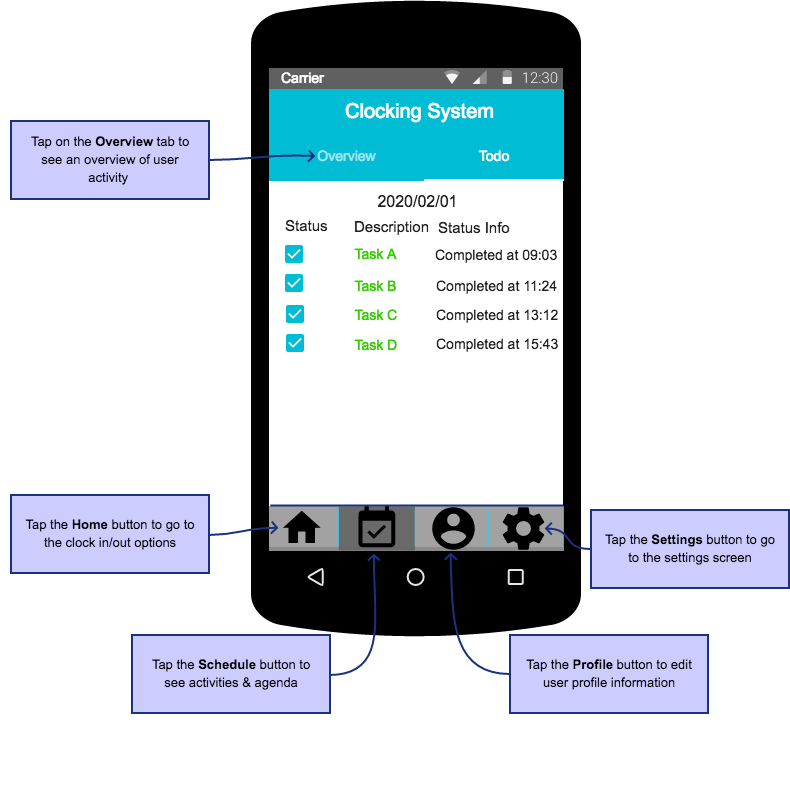 Carrier 12:30
Clocking System
Overview Todo
Tap on the Overview tab to
see an overview of user
activity
2020/02/01
Status Description Status Info
Task A Completed at 09:03
Task B Completed at 11:24
Task C Completed at 13:12
Task D Completed at 15:43
Tap the Home button to go to
the clock in/out options
Tap the Settings button to go
to the settings screen
Tap the Schedule button to
see activities & agenda
Tap the Profile button to edit
user profile information